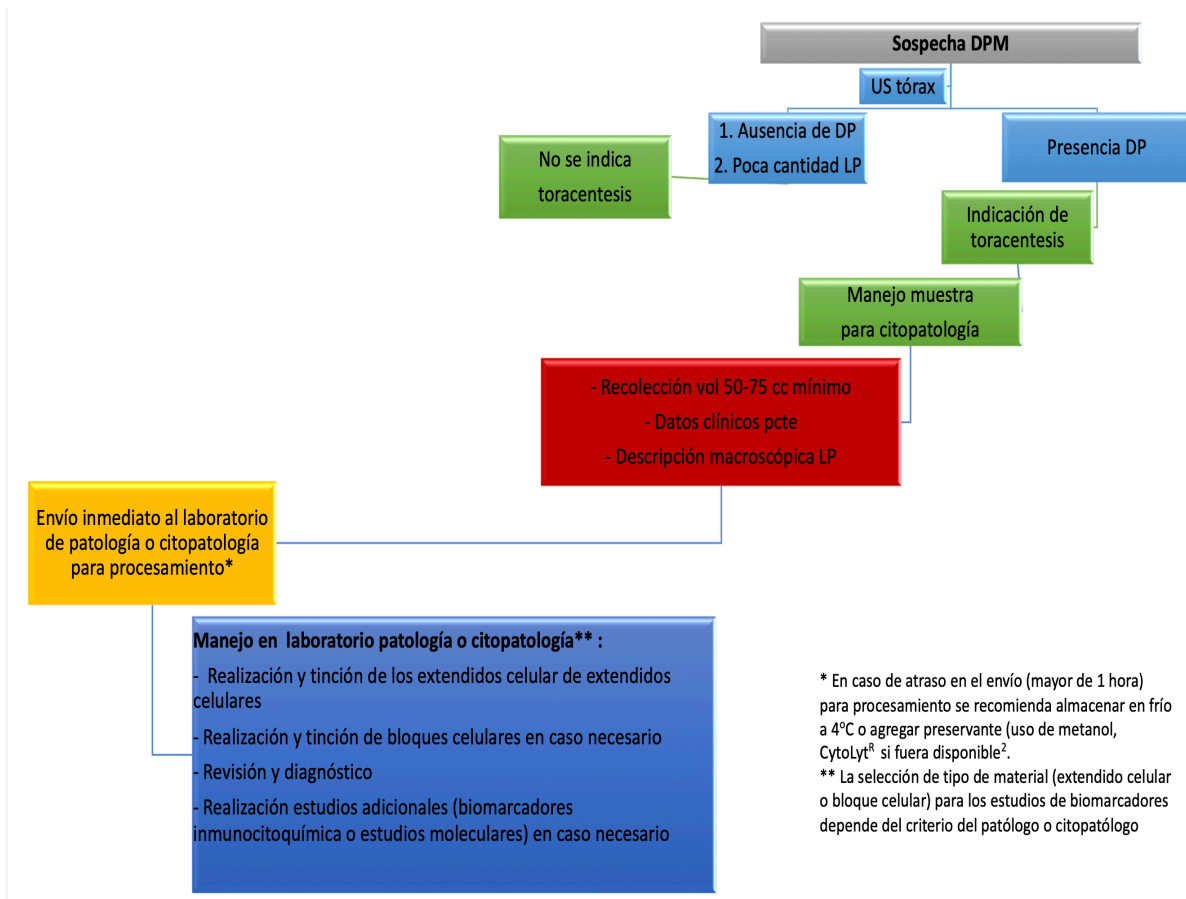 Sospecha DPM
US tórax
1. Ausencia de DP
2. Poca cantidad LP
Presencia DP
No se indica
toracentesis
Indicación de
toracentesis
Manejo muestra
para citopatología
- Recolección vol 50-75 cc mínimo
- Datos clínicos pcte
- Descripción macroscópica LP
Envío inmediato al laboratorio
de patología o citopatología
para procesamiento*
Manejo en laboratorio patología o citopatología** :
- Realización y tinción de los extendidos celular de extendidos
celulares
- Realización y tinción de bloques celulares en caso necesario
- Revisión y diagnóstico
- Realización estudios adicionales (biomarcadores
inmunocitoquímica o estudios moleculares) en caso necesario
* En caso de atraso en el envío (mayor de 1 hora)
para procesamiento se recomienda almacenar en frío
a 4ºC o agregar preservante (uso de metanol,
CytoLytᴿ si fuera disponible².
** La selección de tipo de material (extendido celular
o bloque celular) para los estudios de biomarcadores
depende del criterio del patólogo o citopatólogo